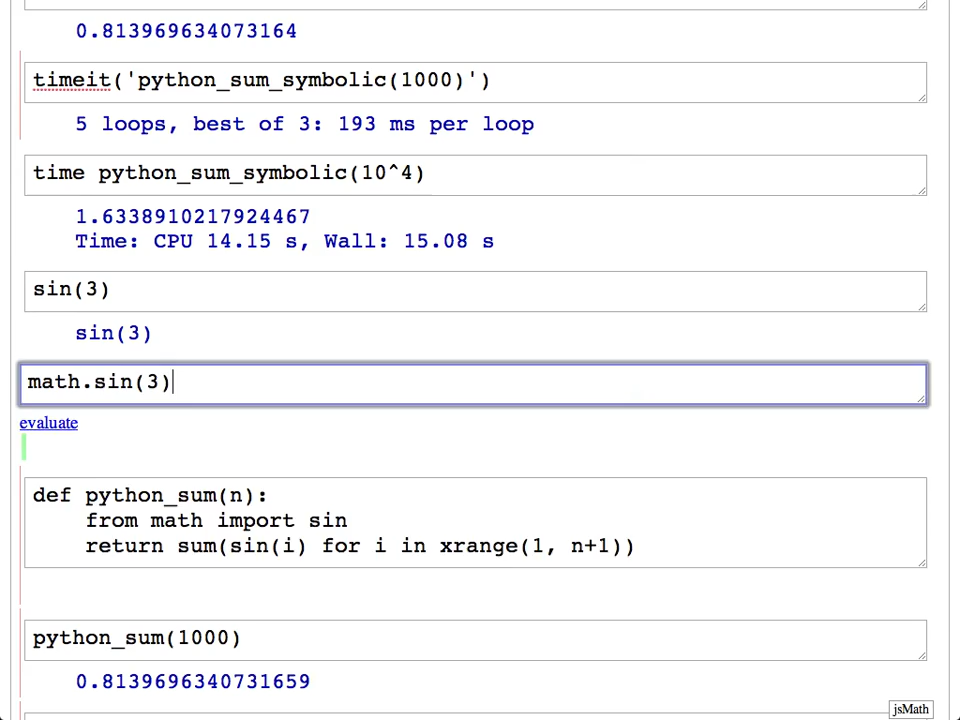 0.813969634073164
timeit('python_sum_symbolic(1000)')
5 loops, best of 3: 193 ms per loop
time python_sum_symbolic(10^4)
1.6338910217924467
Time: CPU 14.15 s, Wall: 15.08 s
sin(3)
sin(3)
math.sin(3)
evaluate
def python_sum(n):
    from math import sin
    return sum(sin(i) for i in xrange(1, n+1))
python_sum(1000)
0.8139696340731659
jsMath